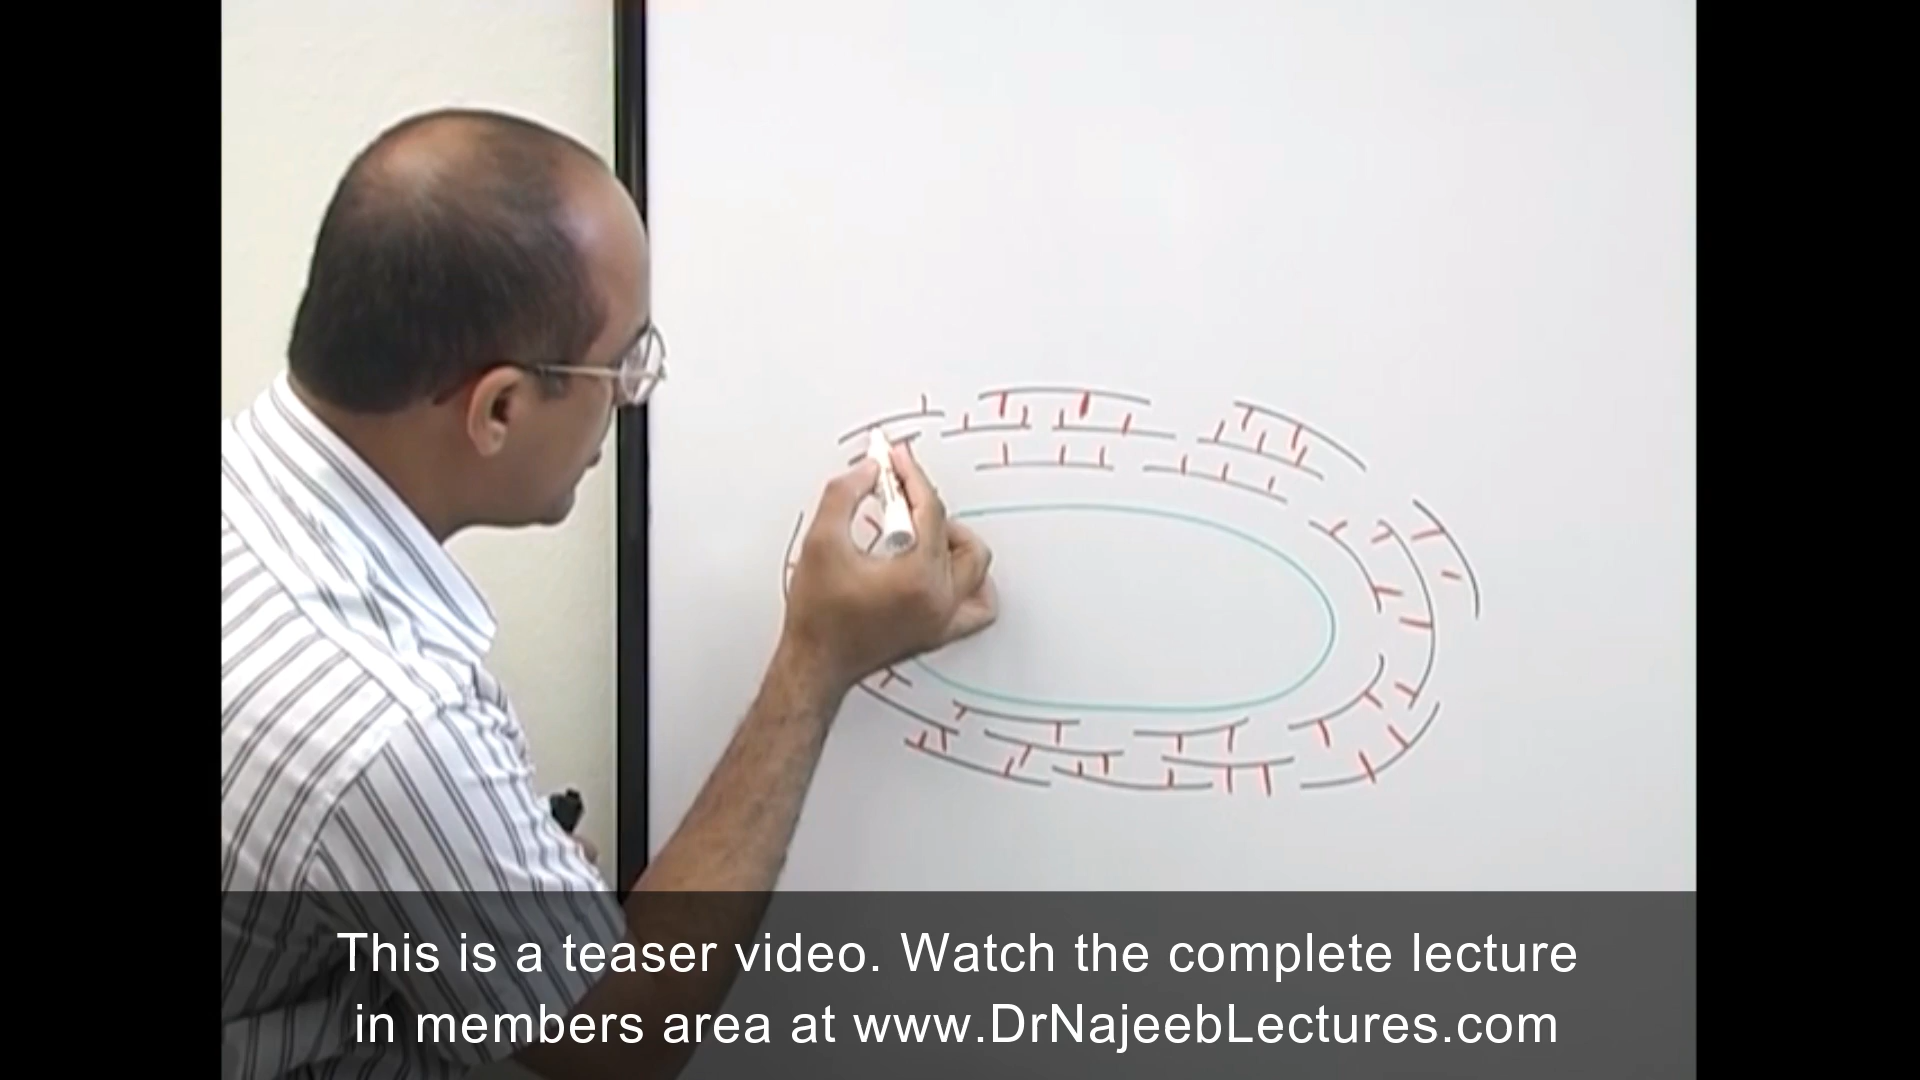 This is a teaser video. Watch the complete lecture
in members area at www.DrNajeebLectures.com